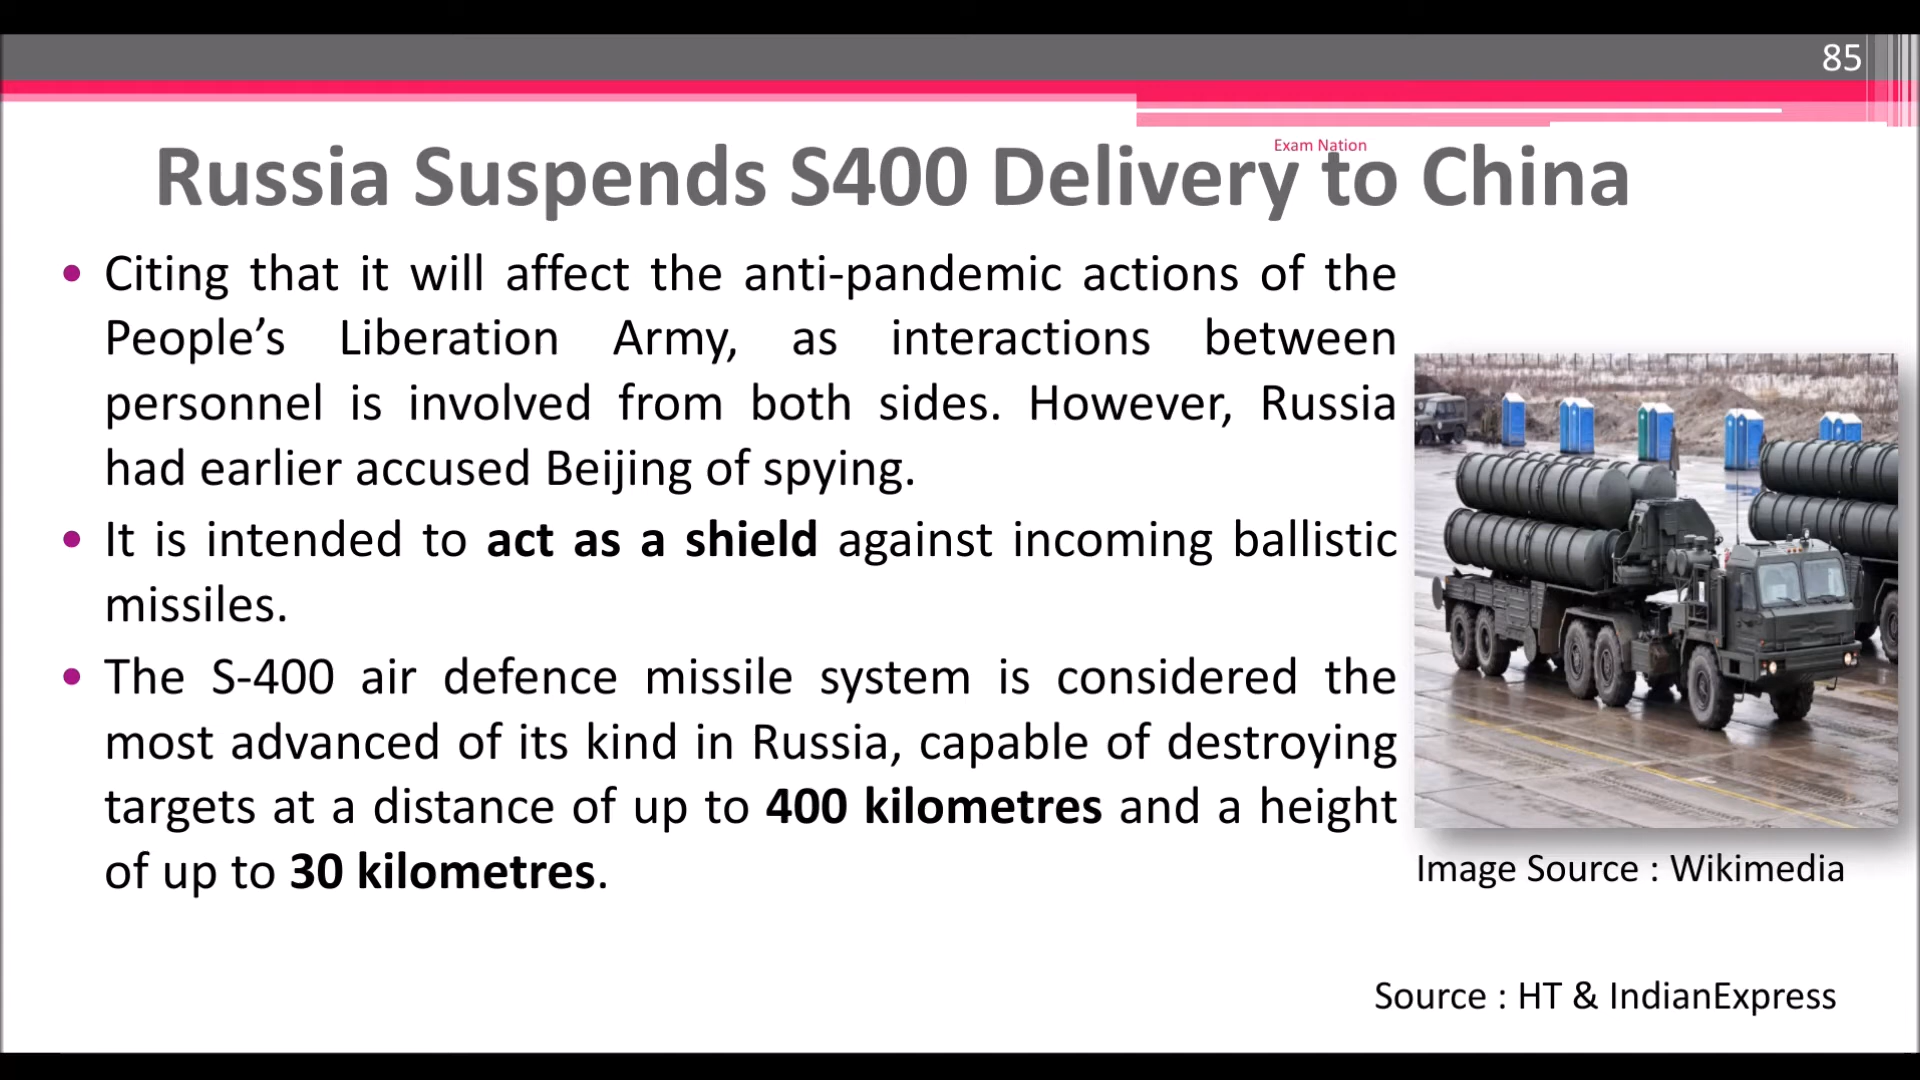 85
Exam Nation
Russia Suspends S400 Delivery to China
• Citing that it will affect the anti-pandemic actions of the
People’s Liberation Army, as interactions between
personnel is involved from both sides. However, Russia
had earlier accused Beijing of spying.
• It is intended to act as a shield against incoming ballistic
missiles.
• The S-400 air defence missile system is considered the
most advanced of its kind in Russia, capable of destroying
targets at a distance of up to 400 kilometres and a height
of up to 30 kilometres.
Image Source : Wikimedia
Source : HT & IndianExpress